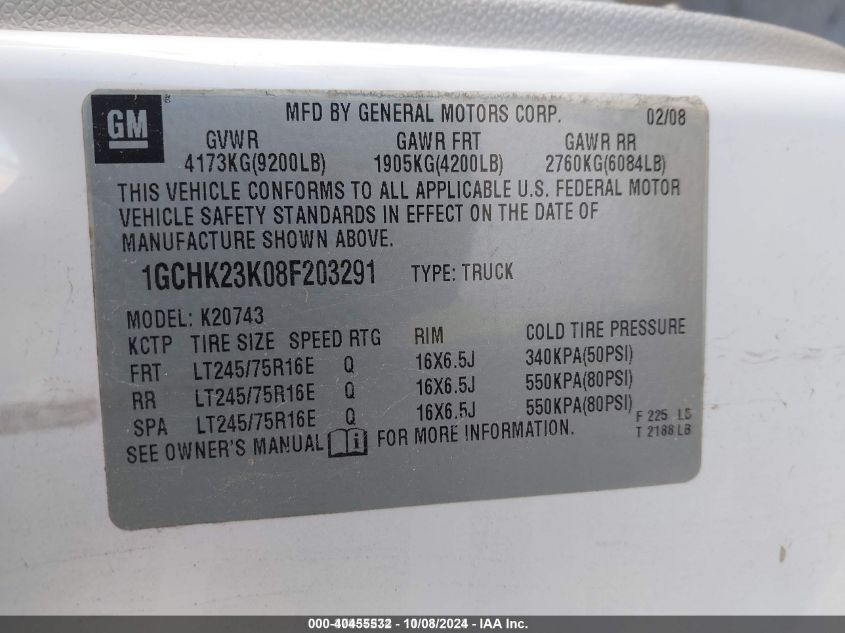 GM
MFD BY GENERAL MOTORS CORP. 02/08
GVWR GAWR FRT GAWR RR
4173KG(9200LB) 1905KG(4200LB) 2760KG(6084LB)
THIS VEHICLE CONFORMS TO ALL APPLICABLE U.S. FEDERAL MOTOR
VEHICLE SAFETY STANDARDS IN EFFECT ON THE DATE OF
MANUFACTURE SHOWN ABOVE.
1GCHK23K08F203291 TYPE: TRUCK
MODEL: K20743
KCTP TIRE SIZE SPEED RTG RIM COLD TIRE PRESSURE
FRT LT245/75R16E Q 16X6.5J 340KPA(50PSI)
RR LT245/75R16E Q 16X6.5J 550KPA(80PSI)
SPA LT245/75R16E Q 16X6.5J 550KPA(80PSI)
SEE OWNER'S MANUAL i FOR MORE INFORMATION.
F 225 LS
T 2188 LB
000-40455532 - 10/08/2024 - IAA Inc.